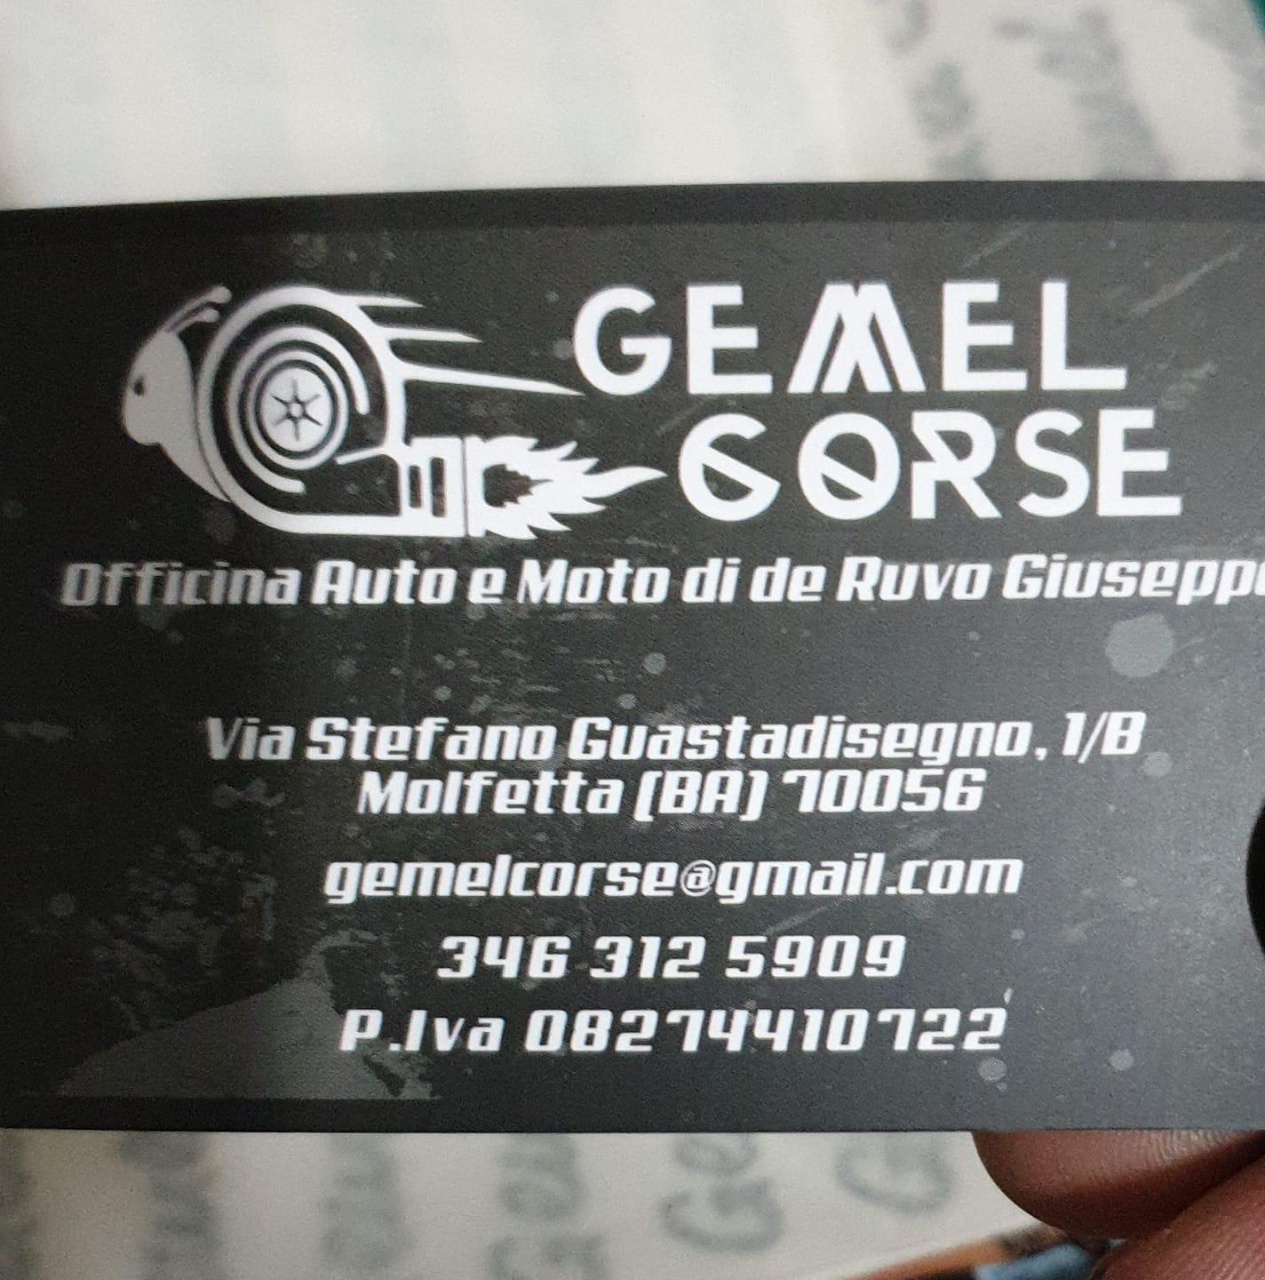 GEMEL
CORSE
Officina Auto e Moto di de Ruvo Giuseppe
Via Stefano Guastadisegno, 1/B
Molfetta (BA) 70056
gemelcorse@gmail.com
346 312 5909
P.Iva 08274410722